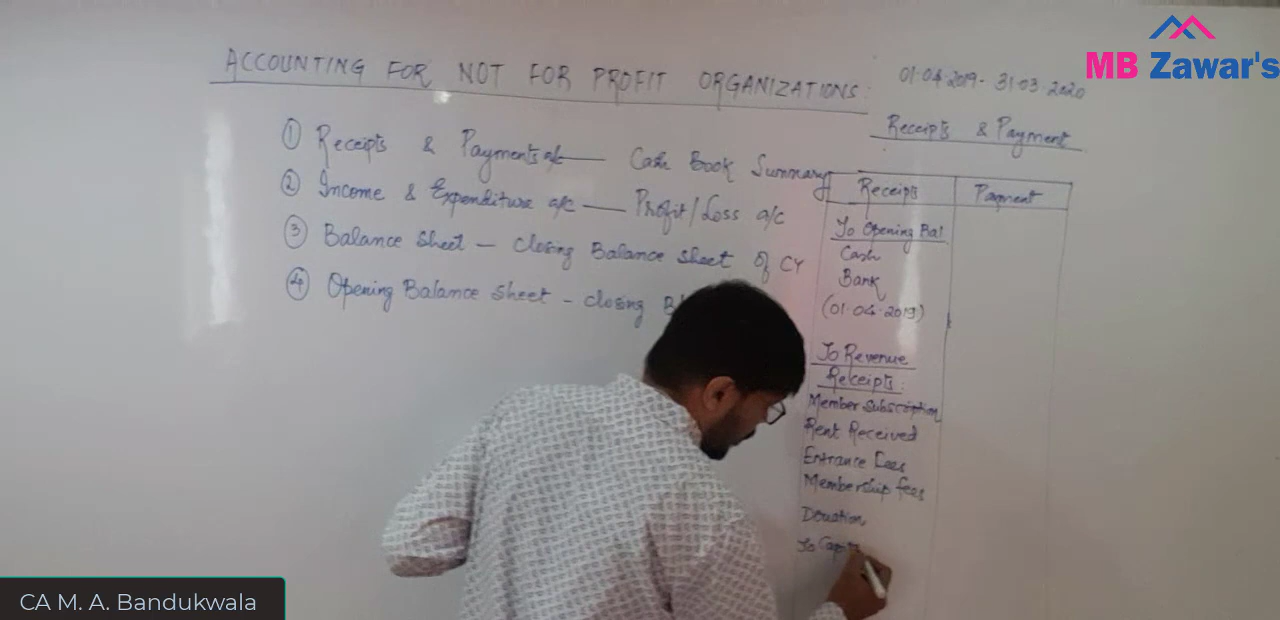 MB Zawar's
ACCOUNTING FOR NOT FOR PROFIT ORGANIZATIONS:
01.04.2019 - 31.03.2020
Receipts & Payment
① Receipts & Payments a/c — Cash Book Summary
② Income & Expenditure a/c — Profit/Loss a/c
③ Balance Sheet - Closing Balance Sheet of CY
④ Opening Balance Sheet - Closing
Receipts
Payment
To Opening Bal
Cash
Bank
(01.04.2019)
To Revenue
Receipts:
Member Subscription
Rent Received
Entrance Fees
Membership fees
Donation
To
CA M. A. Bandukwala